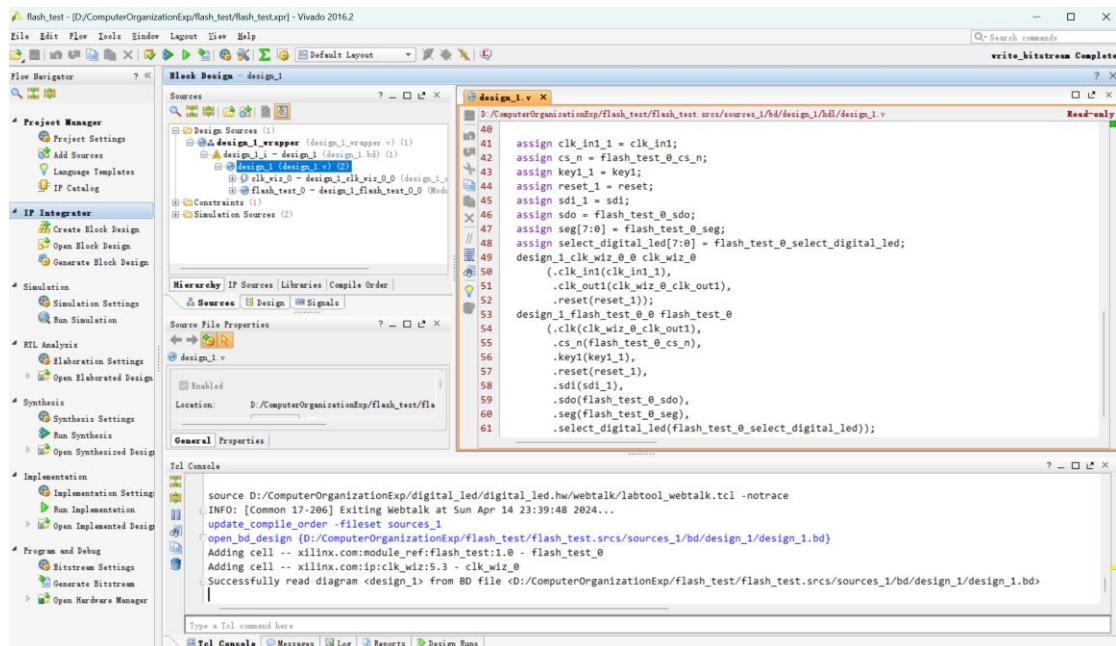 flash_test - [D:/ComputerOrganizationExp/flash_test/flash_test.xpr] - Vivado 2016.2
File Edit Flow Tools Window Layout View Help
Search commands
Default Layout
write_bitstream Complete
Flow Navigator
Project Manager
Project Settings
Add Sources
Language Templates
IP Catalog
IP Integrator
Create Block Design
Open Block Design
Generate Block Design
Simulation
Simulation Settings
Run Simulation
RTL Analysis
Elaboration Settings
Open Elaborated Design
Synthesis
Synthesis Settings
Run Synthesis
Open Synthesized Desig
Implementation
Implementation Setting
Run Implementation
Open Implemented Desig
Program and Debug
Bitstream Settings
Generate Bitstream
Open Hardware Manager
Block Design - design_1
Sources
Design Sources (1)
design_1_wrapper (design_1_wrapper.v) (1)
design_1_i - design_1 (design_1.bd) (1)
design_1 (design_1.v) (2)
clk_wiz_0 - design_1_clk_wiz_0_0 (design_1_c
flash_test_0 - design_1_flash_test_0_0 (Modu
Constraints (1)
Simulation Sources (2)
Hierarchy IP Sources Libraries Compile Order
Sources Design Signals
Source File Properties
design_1.v
Enabled
Location: D:/ComputerOrganizationExp/flash_test/fla
General Properties
design_1.v
D:/ComputerOrganizationExp/flash_test/flash_test.srcs/sources_1/bd/design_1/hdl/design_1.v Read-only
40
41 assign clk_in1_1 = clk_in1;
42 assign cs_n = flash_test_0_cs_n;
43 assign key1_1 = key1;
44 assign reset_1 = reset;
45 assign sdi_1 = sdi;
46 assign sdo = flash_test_0_sdo;
47 assign seg[7:0] = flash_test_0_seg;
48 assign select_digital_led[7:0] = flash_test_0_select_digital_led;
49 design_1_clk_wiz_0_0 clk_wiz_0
50 (.clk_in1(clk_in1_1),
51 .clk_out1(clk_wiz_0_clk_out1),
52 .reset(reset_1));
53 design_1_flash_test_0_0 flash_test_0
54 (.clk(clk_wiz_0_clk_out1),
55 .cs_n(flash_test_0_cs_n),
56 .key1(key1_1),
57 .reset(reset_1),
58 .sdi(sdi_1),
59 .sdo(flash_test_0_sdo),
60 .seg(flash_test_0_seg),
61 .select_digital_led(flash_test_0_select_digital_led));
Tcl Console
source D:/ComputerOrganizationExp/digital_led/digital_led.hw/webtalk/labtool_webtalk.tcl -notrace
INFO: [Common 17-206] Exiting Webtalk at Sun Apr 14 23:39:48 2024...
update_compile_order -fileset sources_1
open_bd_design {D:/ComputerOrganizationExp/flash_test/flash_test.srcs/sources_1/bd/design_1/design_1.bd}
Adding cell -- xilinx.com:module_ref:flash_test:1.0 - flash_test_0
Adding cell -- xilinx.com:ip:clk_wiz:5.3 - clk_wiz_0
Successfully read diagram <design_1> from BD file <D:/ComputerOrganizationExp/flash_test/flash_test.srcs/sources_1/bd/design_1/design_1.bd>
Type a Tcl command here
Tcl Console Messages Log Reports Design Runs